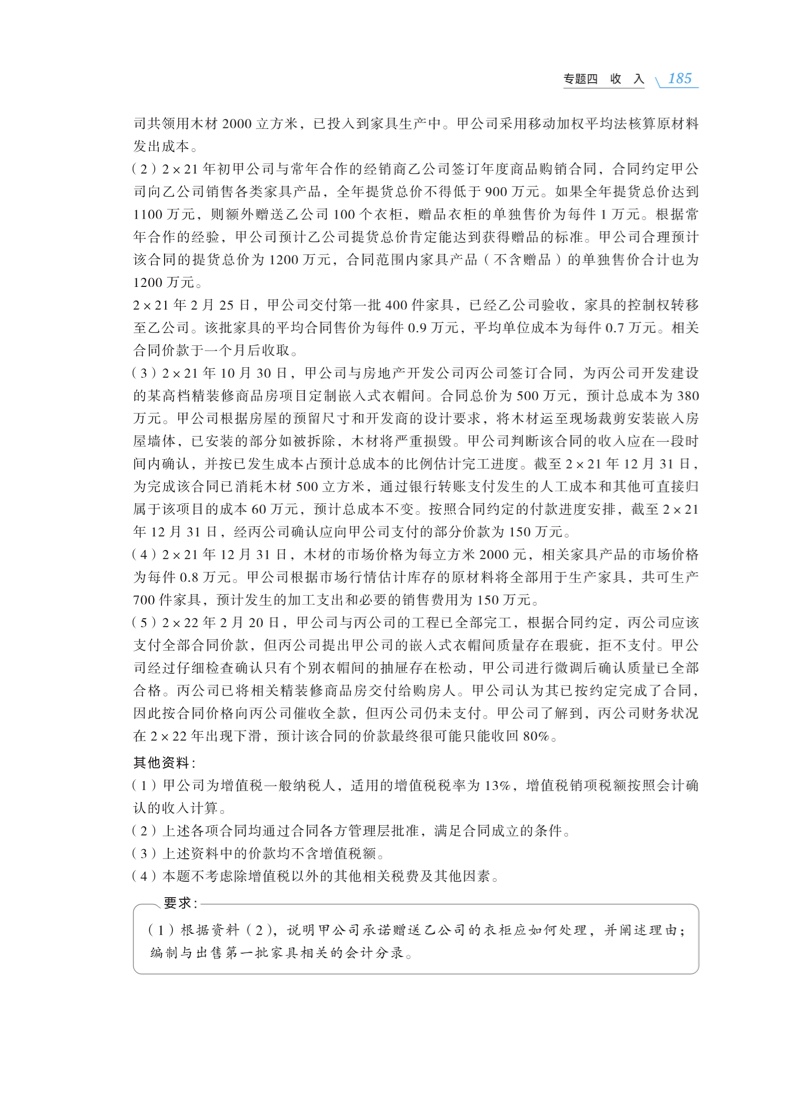 专题四 收 入 185
司共领用木材 2000 立方米，已投入到家具生产中。甲公司采用移动加权平均法核算原材料
发出成本。
（2）2×21 年初甲公司与常年合作的经销商乙公司签订年度商品购销合同，合同约定甲公
司向乙公司销售各类家具产品，全年提货总价不得低于 900 万元。如果全年提货总价达到
1100 万元，则额外赠送乙公司 100 个衣柜，赠品衣柜的单独售价为每件 1 万元。根据常
年合作的经验，甲公司预计乙公司提货总价肯定能达到获得赠品的标准。甲公司合理预计
该合同的提货总价为 1200 万元，合同范围内家具产品（不含赠品）的单独售价合计也为
1200 万元。
2×21 年 2 月 25 日，甲公司交付第一批 400 件家具，已经乙公司验收，家具的控制权转移
至乙公司。该批家具的平均合同售价为每件 0.9 万元，平均单位成本为每件 0.7 万元。相关
合同价款于一个月后收取。
（3）2×21 年 10 月 30 日，甲公司与房地产开发公司丙公司签订合同，为丙公司开发建设
的某高档精装修商品房项目定制嵌入式衣帽间。合同总价为 500 万元，预计总成本为 380
万元。甲公司根据房屋的预留尺寸和开发商的设计要求，将木材运至现场裁剪安装嵌入房
屋墙体，已安装的部分如被拆除，木材将严重损毁。甲公司判断该合同的收入应在一段时
间内确认，并按已发生成本占预计总成本的比例估计完工进度。截至 2×21 年 12 月 31 日，
为完成该合同已消耗木材 500 立方米，通过银行转账支付发生的人工成本和其他可直接归
属于该项目的成本 60 万元，预计总成本不变。按照合同约定的付款进度安排，截至 2×21
年 12 月 31 日，经丙公司确认应向甲公司支付的部分价款为 150 万元。
（4）2×21 年 12 月 31 日，木材的市场价格为每立方米 2000 元，相关家具产品的市场价格
为每件 0.8 万元。甲公司根据市场行情估计库存的原材料将全部用于生产家具，共可生产
700 件家具，预计发生的加工支出和必要的销售费用为 150 万元。
（5）2×22 年 2 月 20 日，甲公司与丙公司的工程已全部完工，根据合同约定，丙公司应该
支付全部合同价款，但丙公司提出甲公司的嵌入式衣帽间质量存在瑕疵，拒不支付。甲公
司经过仔细检查确认只有个别衣帽间的抽屉存在松动，甲公司进行微调后确认质量已全部
合格。丙公司已将相关精装修商品房交付给购房人。甲公司认为其已按约定完成了合同，
因此按合同价格向丙公司催收全款，但丙公司仍未支付。甲公司了解到，丙公司财务状况
在 2×22 年出现下滑，预计该合同的价款最终很可能只能收回 80%。
其他资料：
（1）甲公司为增值税一般纳税人，适用的增值税税率为 13%，增值税销项税额按照会计确
认的收入计算。
（2）上述各项合同均通过合同各方管理层批准，满足合同成立的条件。
（3）上述资料中的价款均不含增值税额。
（4）本题不考虑除增值税以外的其他相关税费及其他因素。
要求：
（1）根据资料（2），说明甲公司承诺赠送乙公司的衣柜应如何处理，并阐述理由；
编制与出售第一批家具相关的会计分录。